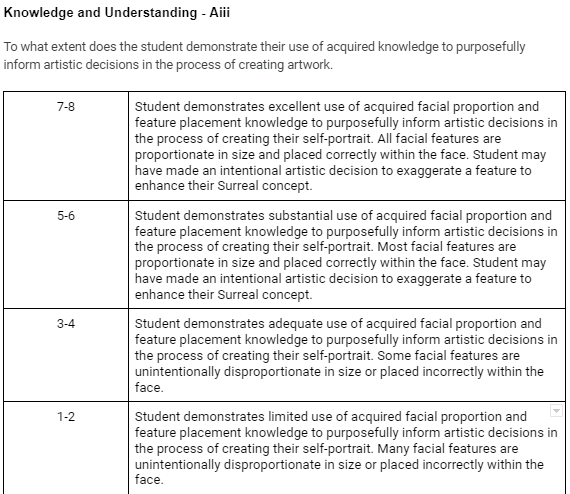 Knowledge and Understanding - Aiii
To what extent does the student demonstrate their use of acquired knowledge to purposefully
inform artistic decisions in the process of creating artwork.
7-8
Student demonstrates excellent use of acquired facial proportion and
feature placement knowledge to purposefully inform artistic decisions in
the process of creating their self-portrait. All facial features are
proportionate in size and placed correctly within the face. Student may
have made an intentional artistic decision to exaggerate a feature to
enhance their Surreal concept.
5-6
Student demonstrates substantial use of acquired facial proportion and
feature placement knowledge to purposefully inform artistic decisions in
the process of creating their self-portrait. Most facial features are
proportionate in size and placed correctly within the face. Student may
have made an intentional artistic decision to exaggerate a feature to
enhance their Surreal concept.
3-4
Student demonstrates adequate use of acquired facial proportion and
feature placement knowledge to purposefully inform artistic decisions in
the process of creating their self-portrait. Some facial features are
unintentionally disproportionate in size or placed incorrectly within the
face.
1-2
Student demonstrates limited use of acquired facial proportion and
feature placement knowledge to purposefully inform artistic decisions in
the process of creating their self-portrait. Many facial features are
unintentionally disproportionate in size or placed incorrectly within the
face.